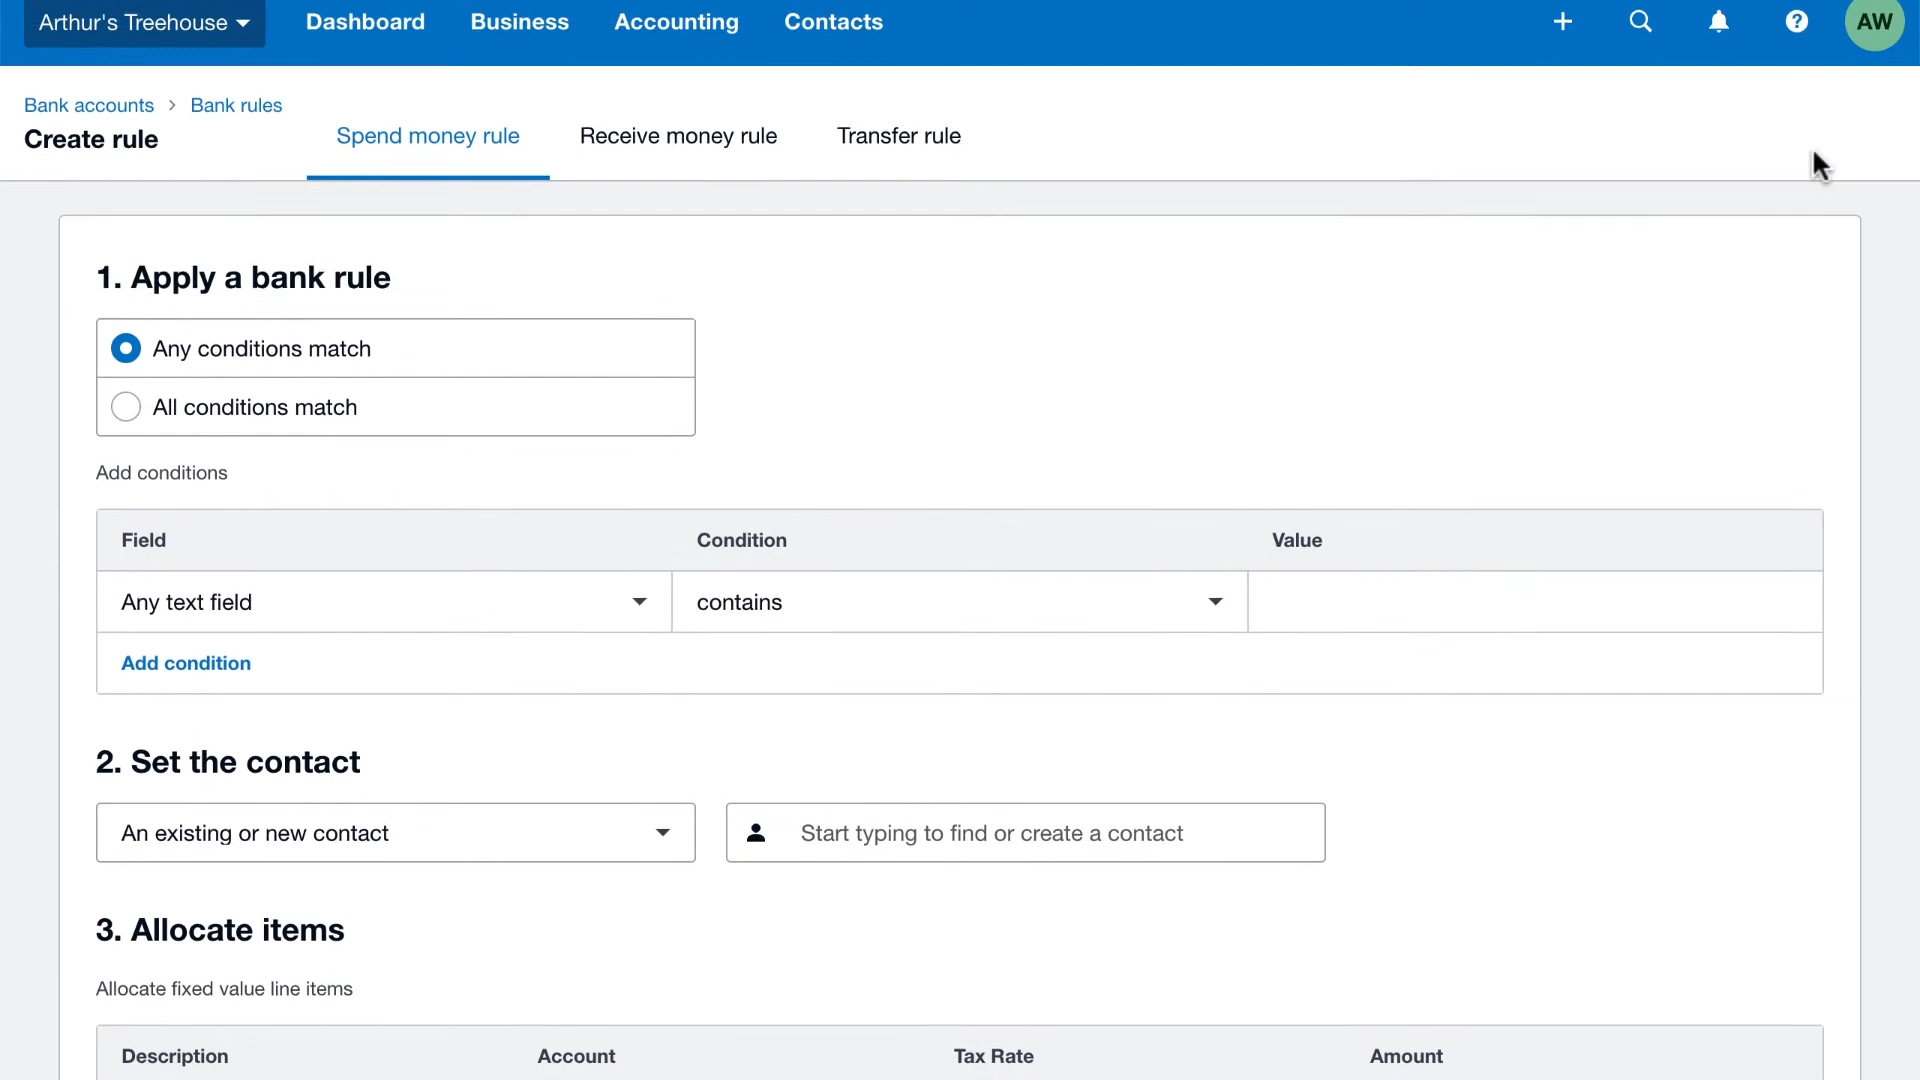 Arthur's Treehouse
Dashboard
Business
Accounting
Contacts
?
AW
Bank accounts > Bank rules
Create rule
Spend money rule
Receive money rule
Transfer rule
1. Apply a bank rule
Any conditions match
All conditions match
Add conditions
Field Condition Value
Any text field contains
Add condition
2. Set the contact
An existing or new contact
Start typing to find or create a contact
3. Allocate items
Allocate fixed value line items
Description Account Tax Rate Amount